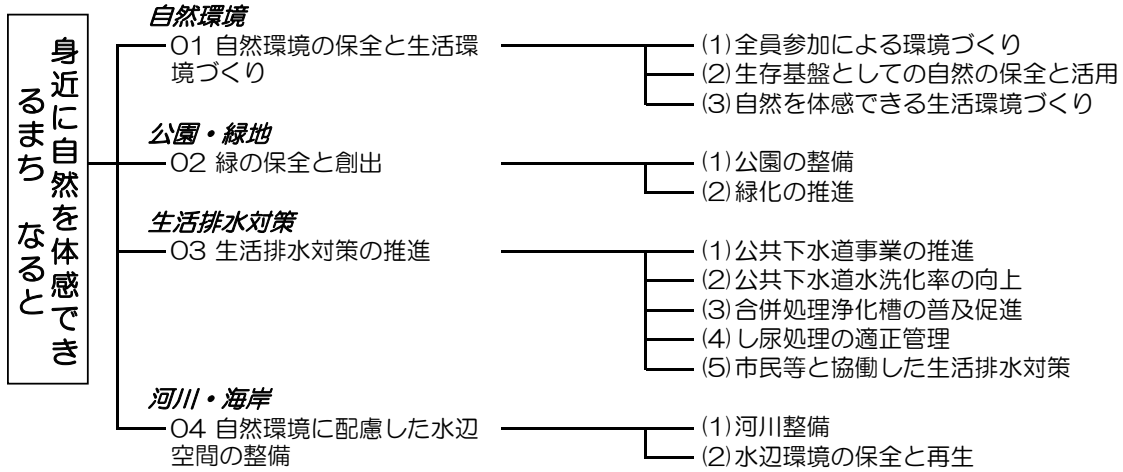 身近に自然を体感でき
るまち なると
自然環境
01 自然環境の保全と生活環
境づくり
(1)全員参加による環境づくり
(2)生存基盤としての自然の保全と活用
(3)自然を体感できる生活環境づくり
公園・緑地
02 緑の保全と創出
(1)公園の整備
(2)緑化の推進
生活排水対策
03 生活排水対策の推進
(1)公共下水道事業の推進
(2)公共下水道水洗化率の向上
(3)合併処理浄化槽の普及促進
(4)し尿処理の適正管理
(5)市民等と協働した生活排水対策
河川・海岸
04 自然環境に配慮した水辺
空間の整備
(1)河川整備
(2)水辺環境の保全と再生